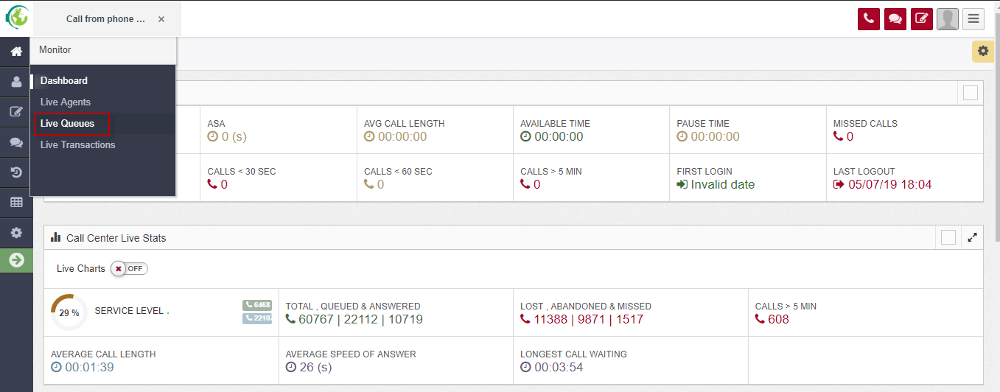 Call from phone ... ×
Monitor
Dashboard
Live Agents
Live Queues
Live Transactions
ASA
0 (s)
AVG CALL LENGTH
00:00:00
AVAILABLE TIME
00:00:00
PAUSE TIME
00:00:00
MISSED CALLS
0
CALLS < 30 SEC
0
CALLS < 60 SEC
0
CALLS > 5 MIN
0
FIRST LOGIN
Invalid date
LAST LOGOUT
05/07/19 18:04
Call Center Live Stats
Live Charts OFF
29 %
SERVICE LEVEL .
6468
22107
TOTAL , QUEUED & ANSWERED
60767 | 22112 | 10719
LOST , ABANDONED & MISSED
11388 | 9871 | 1517
CALLS > 5 MIN
608
AVERAGE CALL LENGTH
00:01:39
AVERAGE SPEED OF ANSWER
26 (s)
LONGEST CALL WAITING
00:03:54